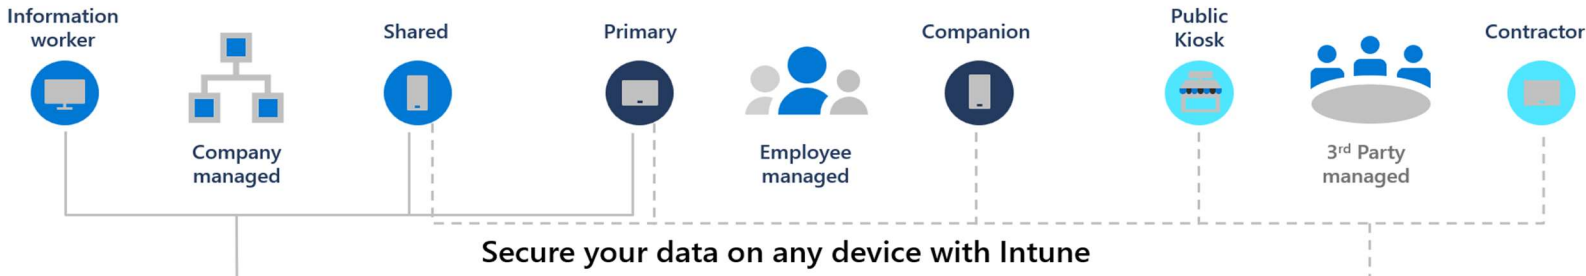 Information
worker
Shared
Primary
Companion
Public
Kiosk
Contractor
Company
managed
Employee
managed
3rd Party
managed
Secure your data on any device with Intune